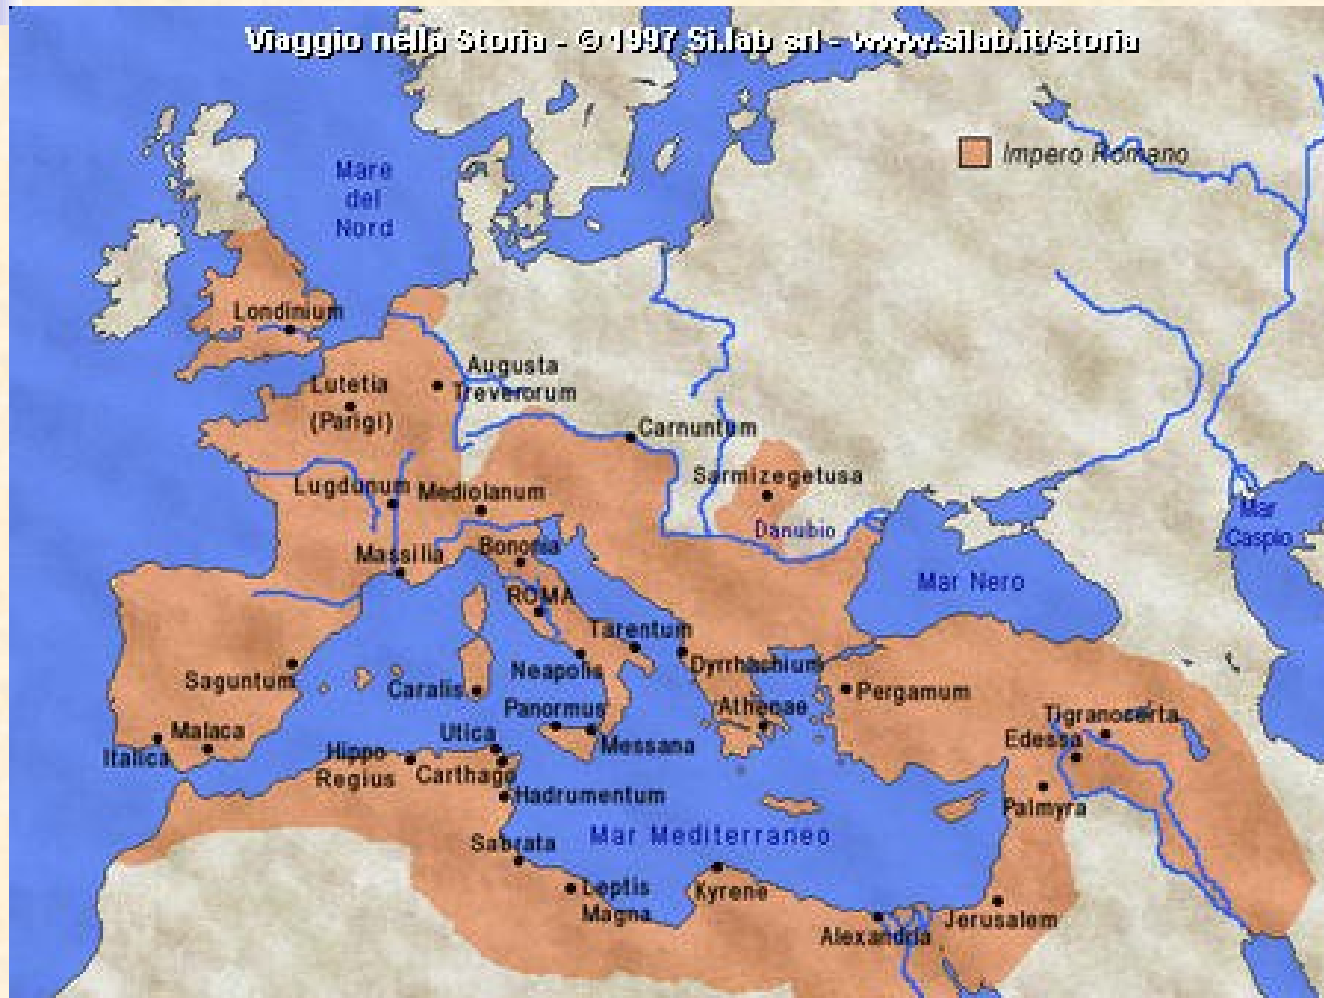 Viaggio nella Storia - © 1997 Si.lab srl - www.silab.it/storia
Impero Romano
Mare
del
Nord
Londinium
Augusta
Treverorum
Lutetia
(Parigi)
Carnuntum
Sarmizegetusa
Lugdunum
Mediolanum
Danubio
Mar
Caspio
Massilia
Bononia
Mar Nero
ROMA
Tarentum
Neapolis
Dyrrhachium
Saguntum
Caralis
Pergamum
Panormus
Athenae
Tigranocerta
Malaca
Italica
Utica
Messana
Edessa
Hippo
Regius
Carthago
Hadrumentum
Palmyra
Mar Mediterraneo
Sabrata
Leptis
Magna
Kyrene
Jerusalem
Alexandria